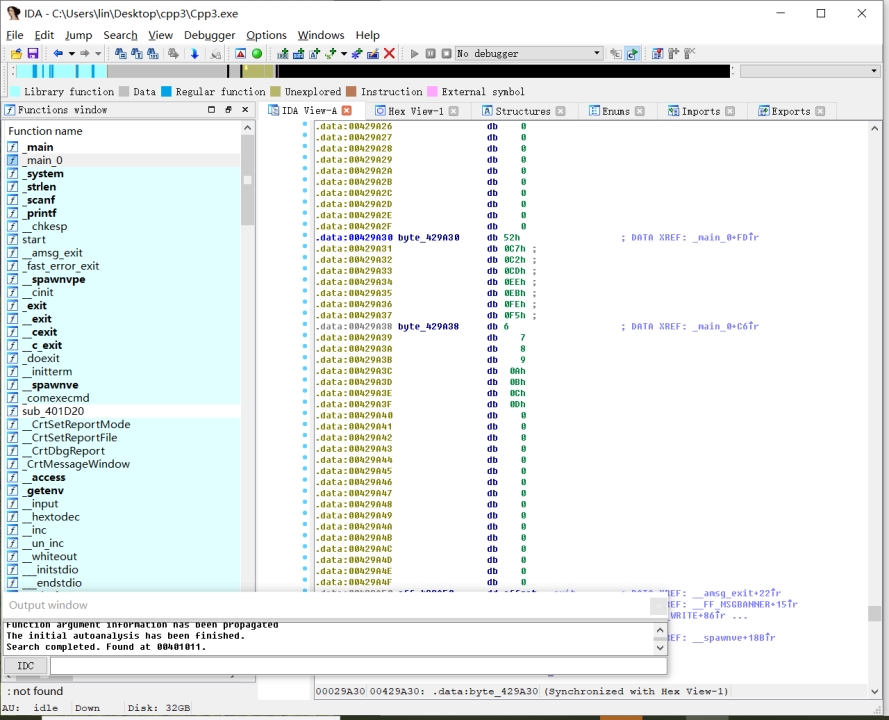 IDA - C:\Users\lin\Desktop\cpp3\Cpp3.exe
File Edit Jump Search View Debugger Options Windows Help
No debugger
Library function Data Regular function Unexplored Instruction External symbol
Functions window
IDA View-A Hex View-1 Structures Enums Imports Exports
Function name
_main
_main_0
_system
_strlen
_scanf
_printf
__chkesp
start
__amsg_exit
_fast_error_exit
__spawnvpe
__cinit
_exit
__exit
__cexit
__c_exit
_doexit
__initterm
__spawnve
_comexecmd
sub_401D20
__CrtSetReportMode
__CrtSetReportFile
__CrtDbgReport
_CrtMessageWindow
__access
_getenv
__input
__hextodec
__inc
__un_inc
__whiteout
___initstdio
___endstdio
.data:00429A26 db 0
.data:00429A27 db 0
.data:00429A28 db 0
.data:00429A29 db 0
.data:00429A2A db 0
.data:00429A2B db 0
.data:00429A2C db 0
.data:00429A2D db 0
.data:00429A2E db 0
.data:00429A2F db 0
.data:00429A30 byte_429A30 db 52h ; DATA XREF: _main_0+FD↑r
.data:00429A31 db 0C7h ;
.data:00429A32 db 0C2h ;
.data:00429A33 db 0CDh ;
.data:00429A34 db 0EEh ;
.data:00429A35 db 0EBh ;
.data:00429A36 db 0FEh ;
.data:00429A37 db 0F5h ;
.data:00429A38 byte_429A38 db 6 ; DATA XREF: _main_0+C6↑r
.data:00429A39 db 7
.data:00429A3A db 8
.data:00429A3B db 9
.data:00429A3C db 0Ah
.data:00429A3D db 0Bh
.data:00429A3E db 0Ch
.data:00429A3F db 0Dh
.data:00429A40 db 0
.data:00429A41 db 0
.data:00429A42 db 0
.data:00429A43 db 0
.data:00429A44 db 0
.data:00429A45 db 0
.data:00429A46 db 0
.data:00429A47 db 0
.data:00429A48 db 0
.data:00429A49 db 0
.data:00429A4A db 0
.data:00429A4B db 0
.data:00429A4C db 0
.data:00429A4D db 0
.data:00429A4E db 0
.data:00429A4F db 0
XREF: __amsg_exit+22↑r
XREF: __FF_MSGBANNER+15↑r
_WRITE+86↑r ...
XREF: __spawnve+18B↑r
Output window
Function argument information has been propagated
The initial autoanalysis has been finished.
Search completed. Found at 00401011.
IDC
: not found
00029A30 00429A30: .data:byte_429A30 (Synchronized with Hex View-1)
AU: idle Down Disk: 32GB